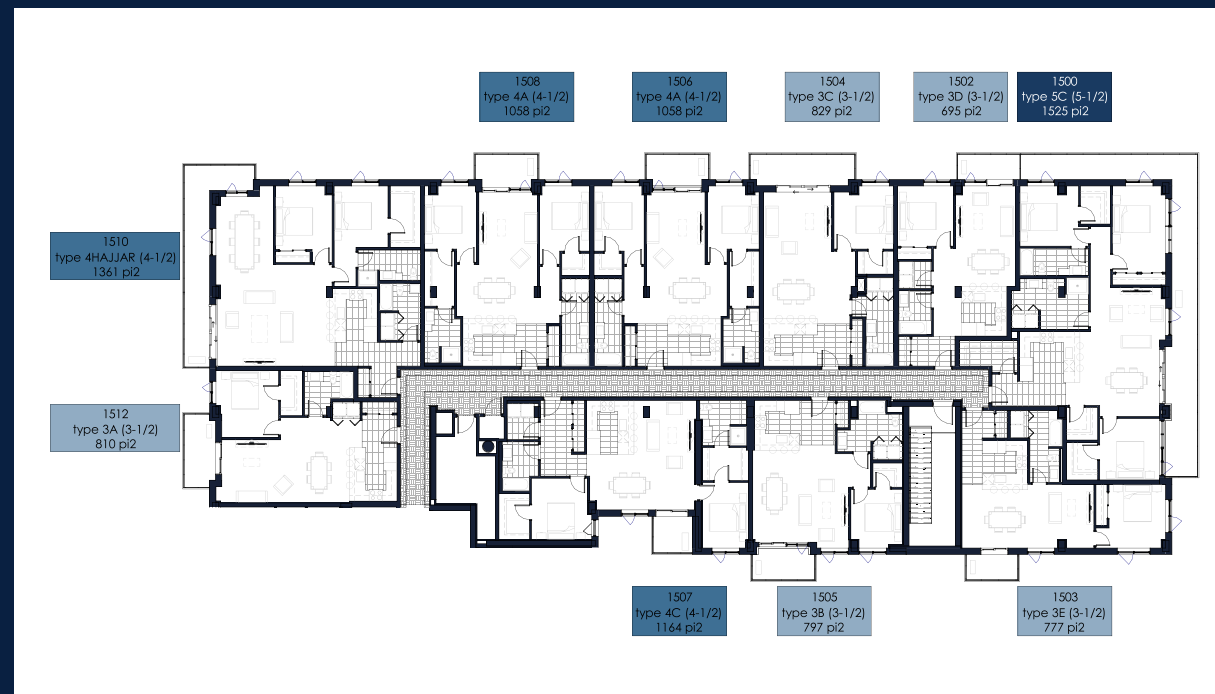 1508
type 4A (4-1/2)
1058 pi2
1506
type 4A (4-1/2)
1058 pi2
1504
type 3C (3-1/2)
829 pi2
1502
type 3D (3-1/2)
695 pi2
1500
type 5C (5-1/2)
1525 pi2
1510
type 4HAJJAR (4-1/2)
1361 pi2
1512
type 3A (3-1/2)
810 pi2
1507
type 4C (4-1/2)
1164 pi2
1505
type 3B (3-1/2)
797 pi2
1503
type 3E (3-1/2)
777 pi2